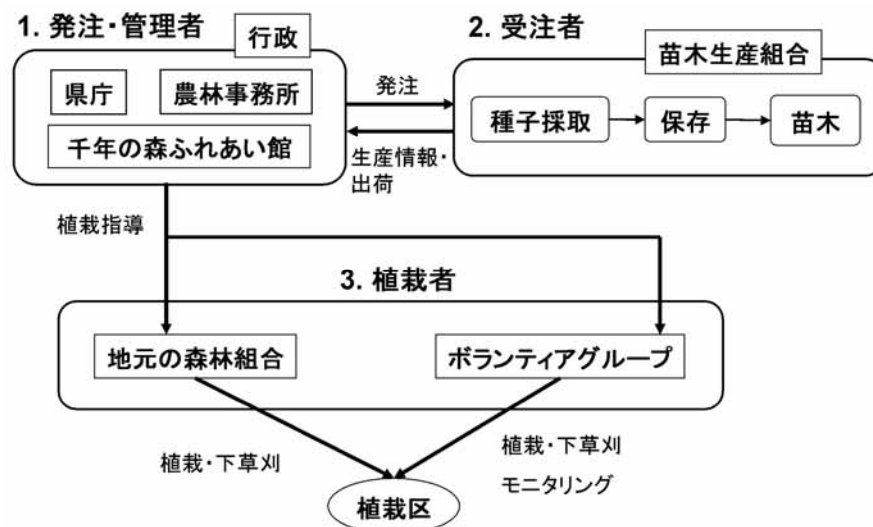 1. 発注・管理者
行政
県庁
農林事務所
千年の森ふれあい館
発注
生産情報・
出荷
2. 受注者
苗木生産組合
種子採取
保存
苗木
植栽指導
3. 植栽者
地元の森林組合
ボランティアグループ
植栽・下草刈
植栽・下草刈
モニタリング
植栽区